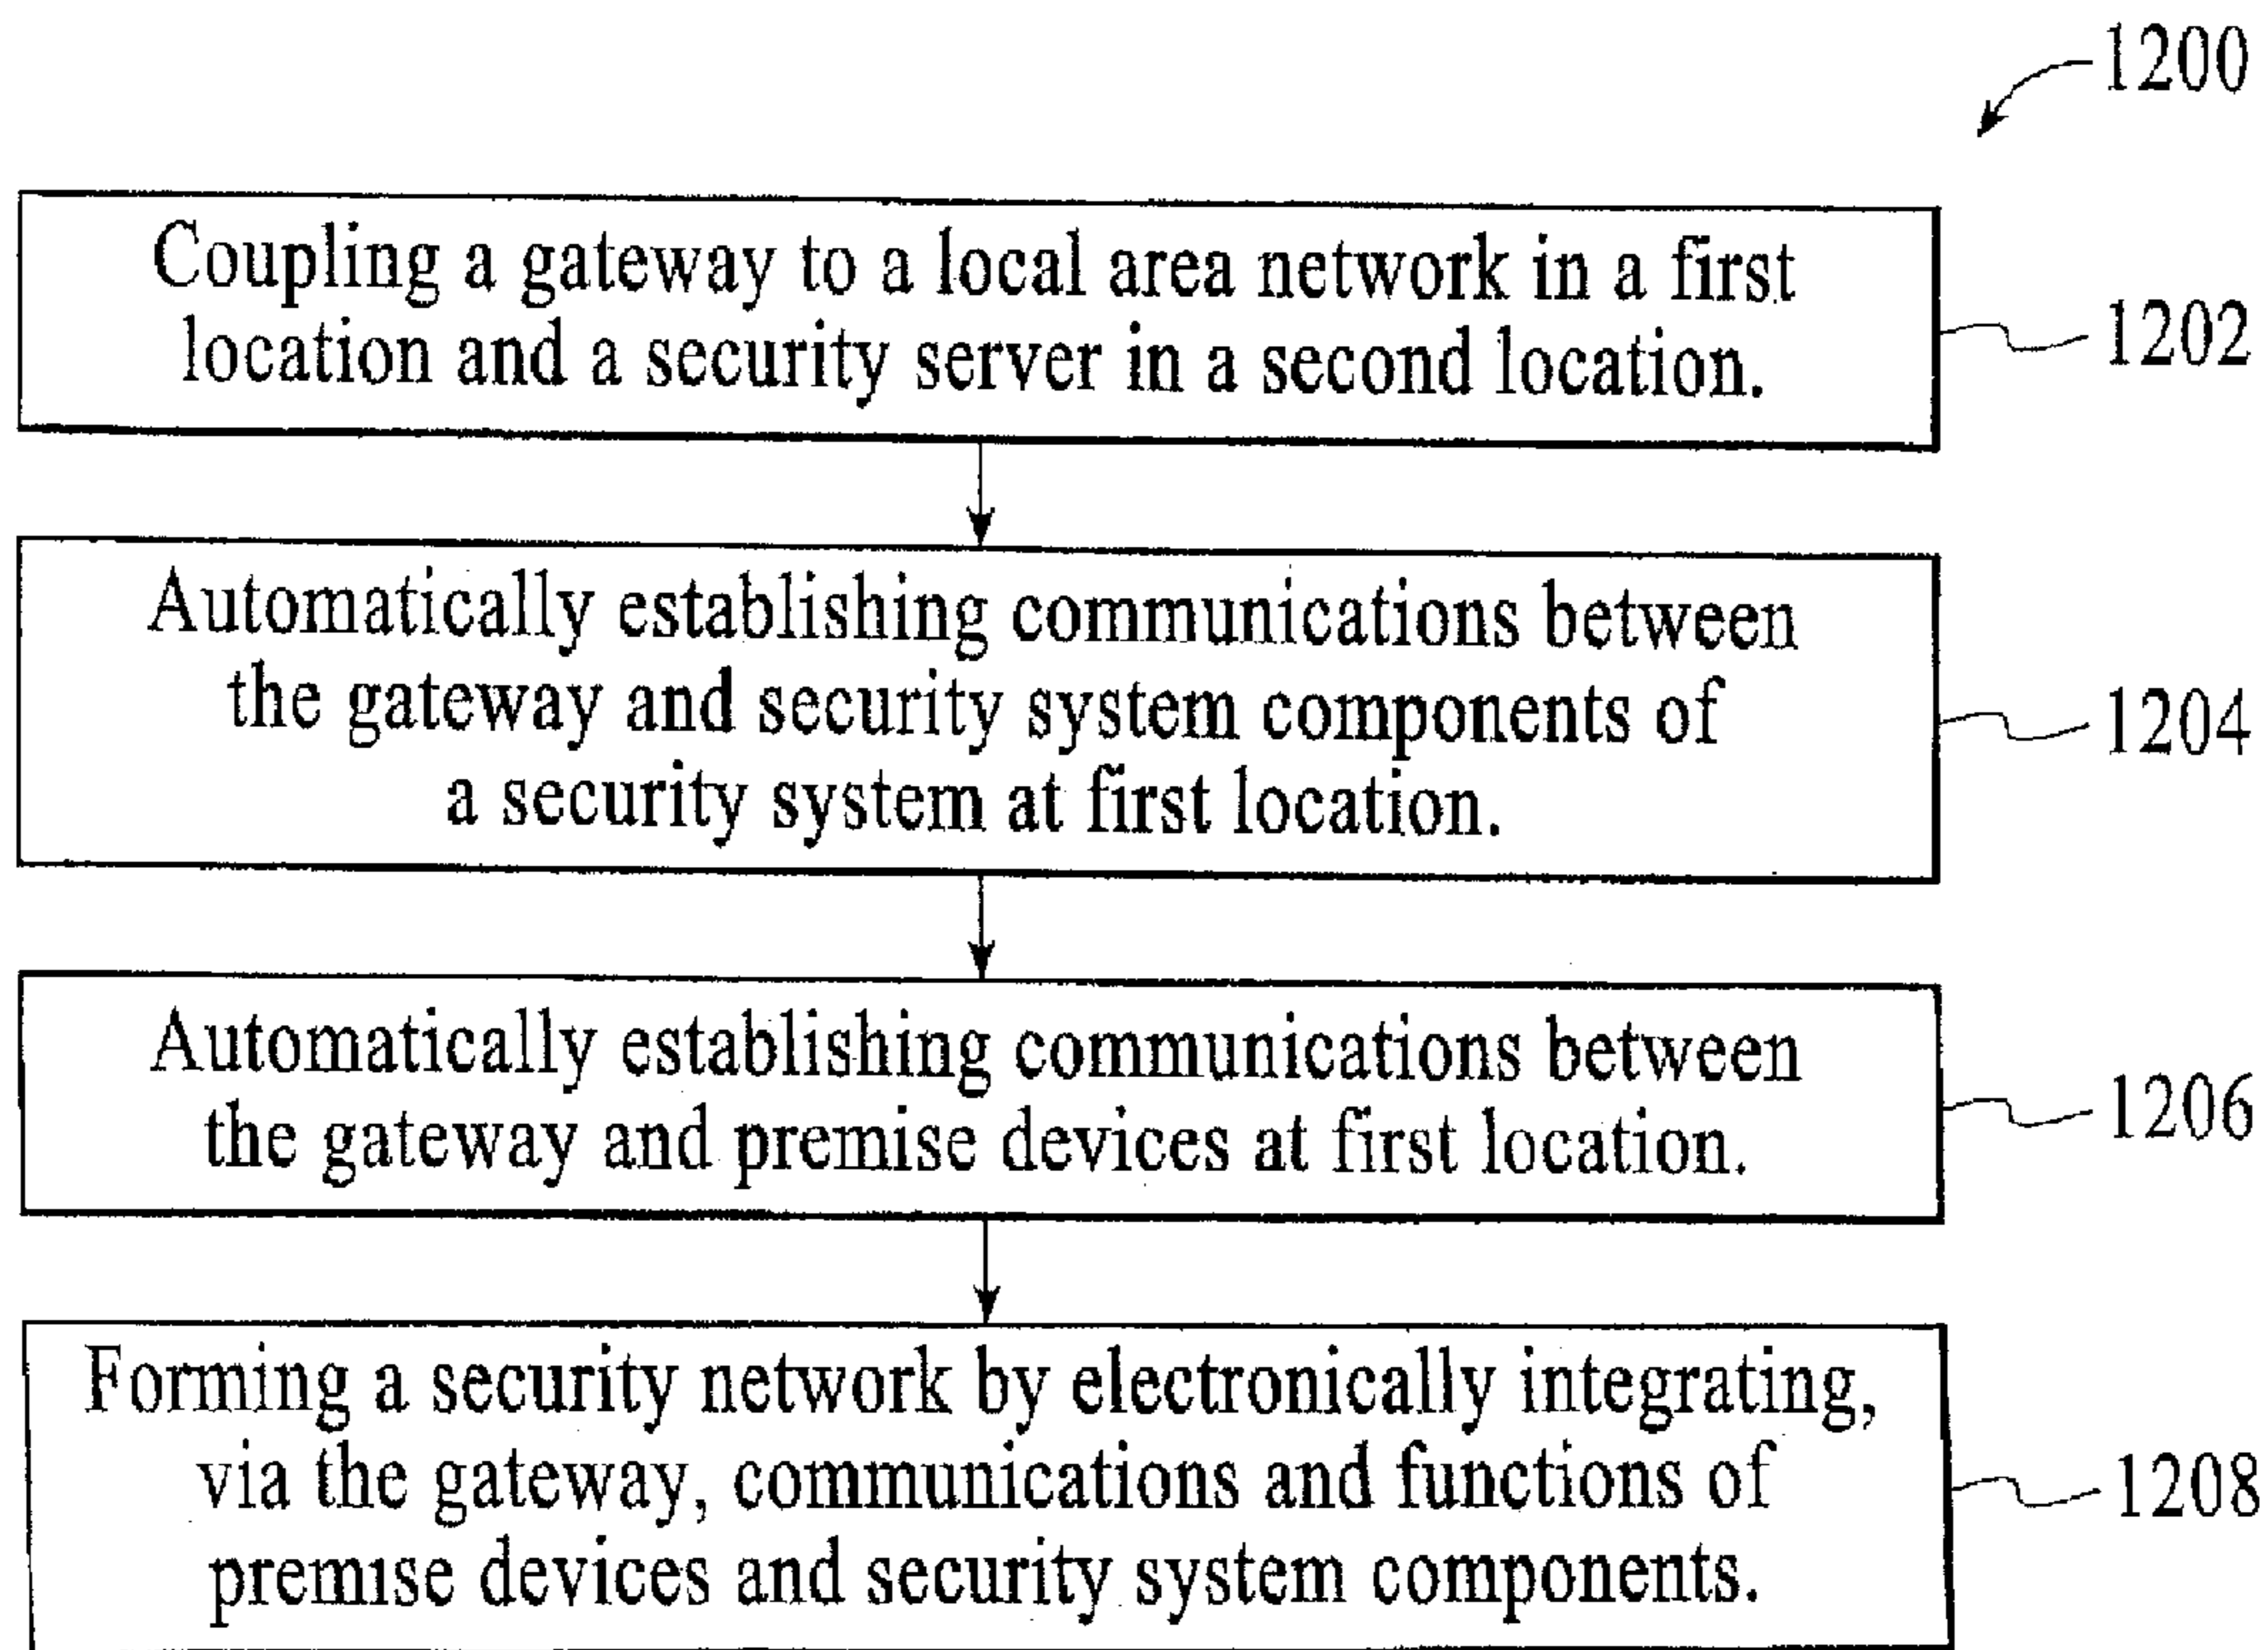 1200
Coupling a gateway to a local area network in a first
location and a security server in a second location.
1202
Automatically establishing communications between
the gateway and security system components of
a security system at first location.
1204
Automatically establishing communications between
the gateway and premise devices at first location.
1206
Forming a security network by electronically integrating,
via the gateway, communications and functions of
premise devices and security system components.
1208